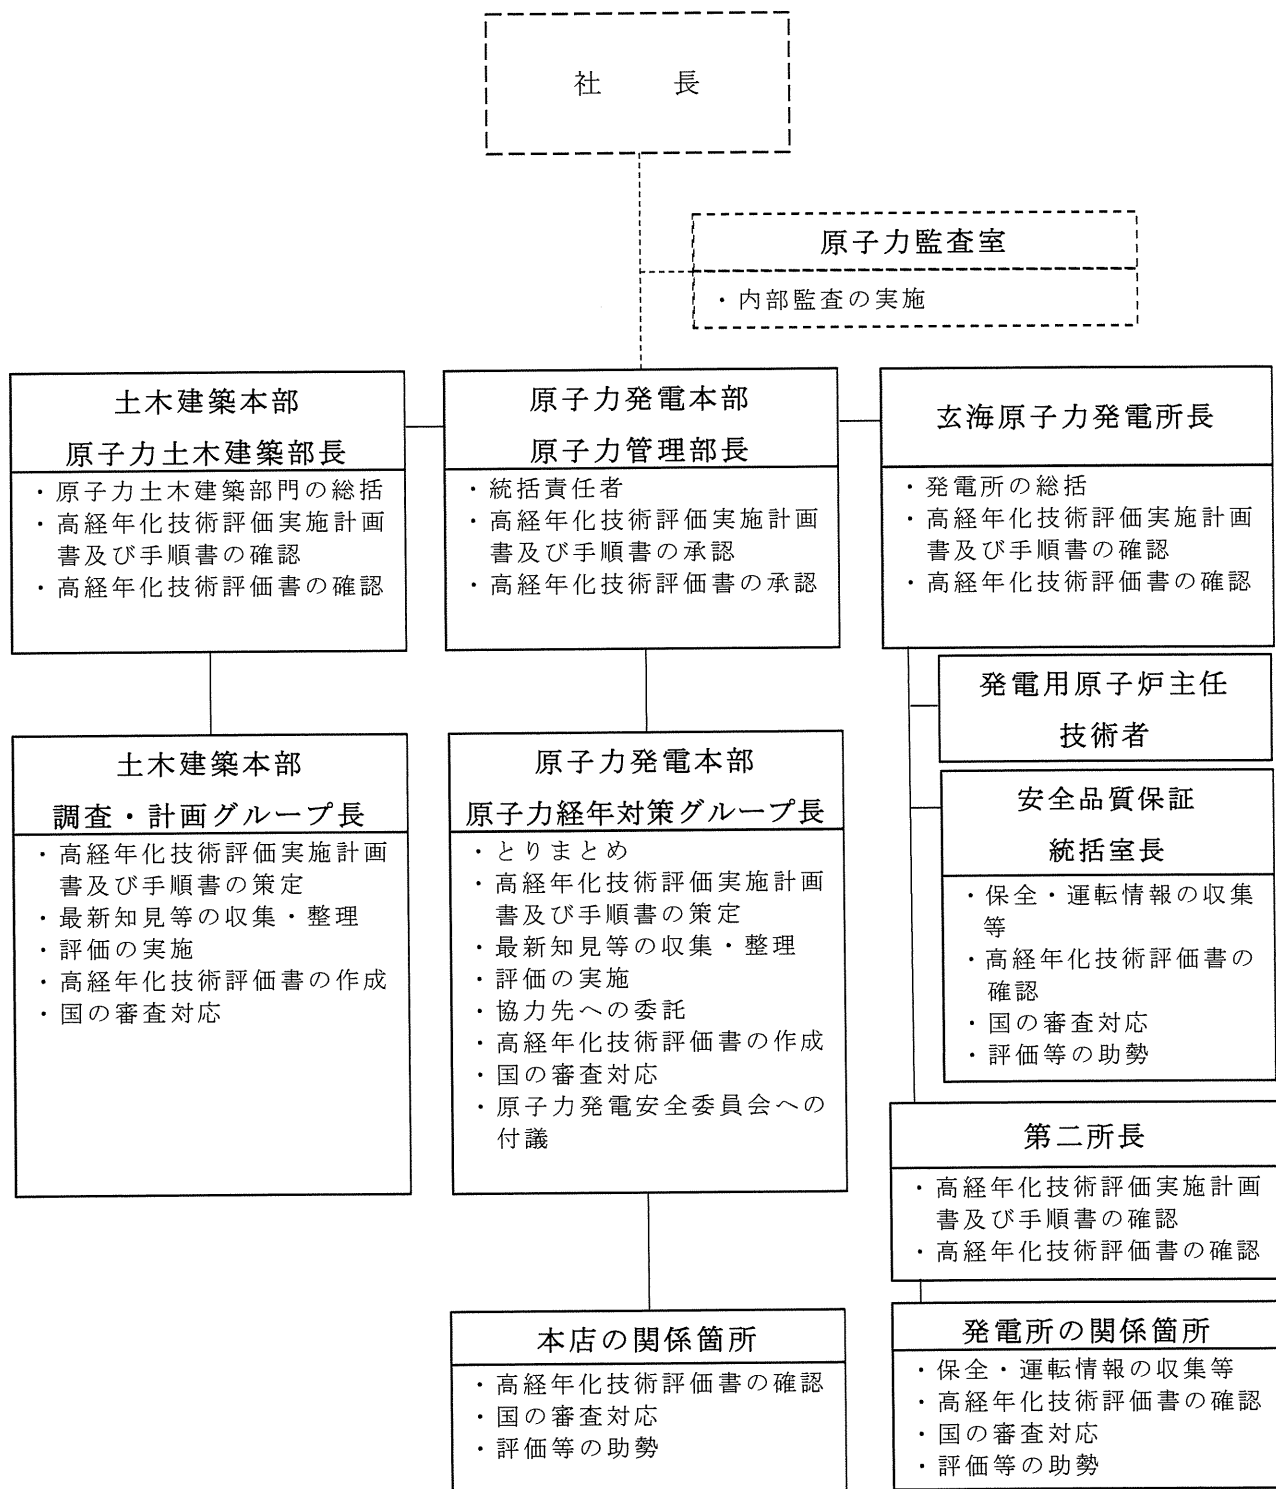 社　長
原子力監査室
・内部監査の実施
土木建築本部
原子力土木建築部長
・原子力土木建築部門の総括
・高経年化技術評価実施計画
書及び手順書の確認
・高経年化技術評価書の確認
原子力発電本部
原子力管理部長
・統括責任者
・高経年化技術評価実施計画
書及び手順書の承認
・高経年化技術評価書の承認
玄海原子力発電所長
・発電所の総括
・高経年化技術評価実施計画
書及び手順書の確認
・高経年化技術評価書の確認
発電用原子炉主任
技術者
安全品質保証
統括室長
・保全・運転情報の収集
等
・高経年化技術評価書の
確認
・国の審査対応
・評価等の助勢
土木建築本部
調査・計画グループ長
・高経年化技術評価実施計画
書及び手順書の策定
・最新知見等の収集・整理
・評価の実施
・高経年化技術評価書の作成
・国の審査対応
原子力発電本部
原子力経年対策グループ長
・とりまとめ
・高経年化技術評価実施計画
書及び手順書の策定
・最新知見等の収集・整理
・評価の実施
・協力先への委託
・高経年化技術評価書の作成
・国の審査対応
・原子力発電安全委員会への
付議
第二所長
・高経年化技術評価実施計画
書及び手順書の確認
・高経年化技術評価書の確認
本店の関係箇所
・高経年化技術評価書の確認
・国の審査対応
・評価等の助勢
発電所の関係箇所
・保全・運転情報の収集等
・高経年化技術評価書の確認
・国の審査対応
・評価等の助勢